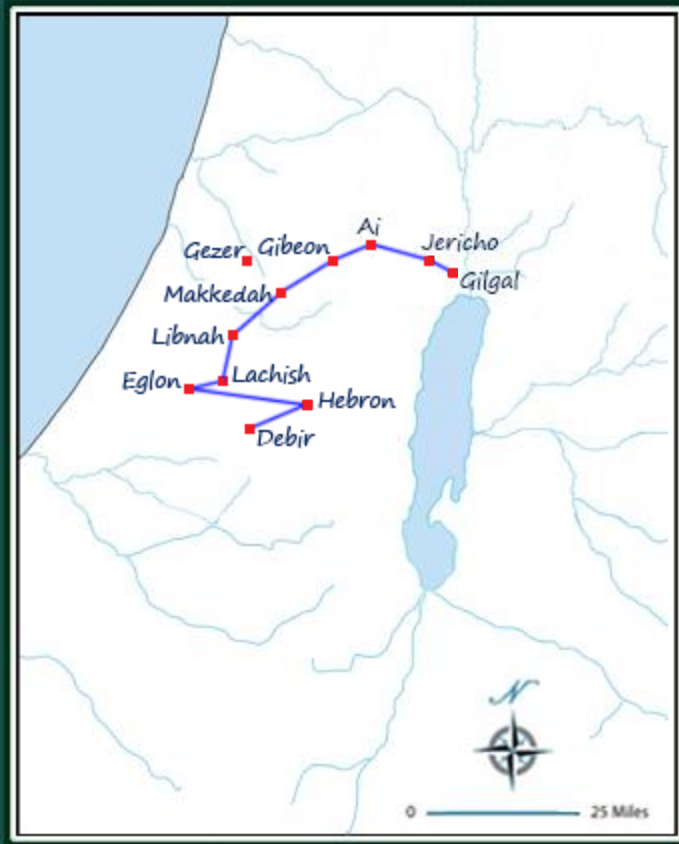 Ai
Gezer Gibeon Jericho
Gilgal
Makkedah
Libnah
Eglon Lachish
Hebron
Debir
N
0 25 Miles